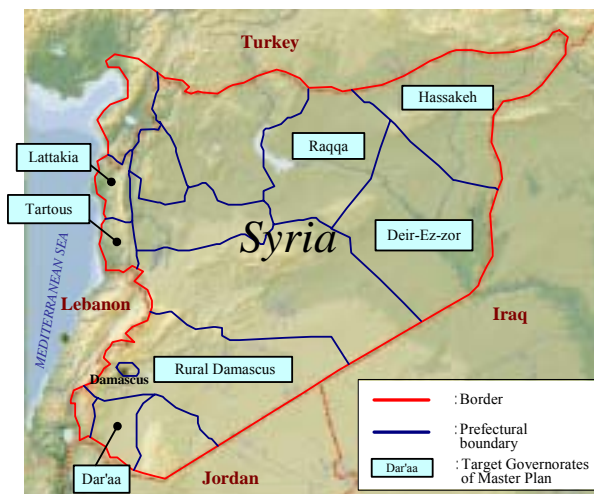 Turkey
Hassakeh
Raqqa
Lattakia
Tartous
Syria
Deir-Ez-zor
MEDITERRANEAN SEA
Lebanon
Iraq
Rural Damascus
Damascus
Dar'aa
Jordan
: Border
: Prefectural
boundary
Dar'aa : Target Governorates
of Master Plan